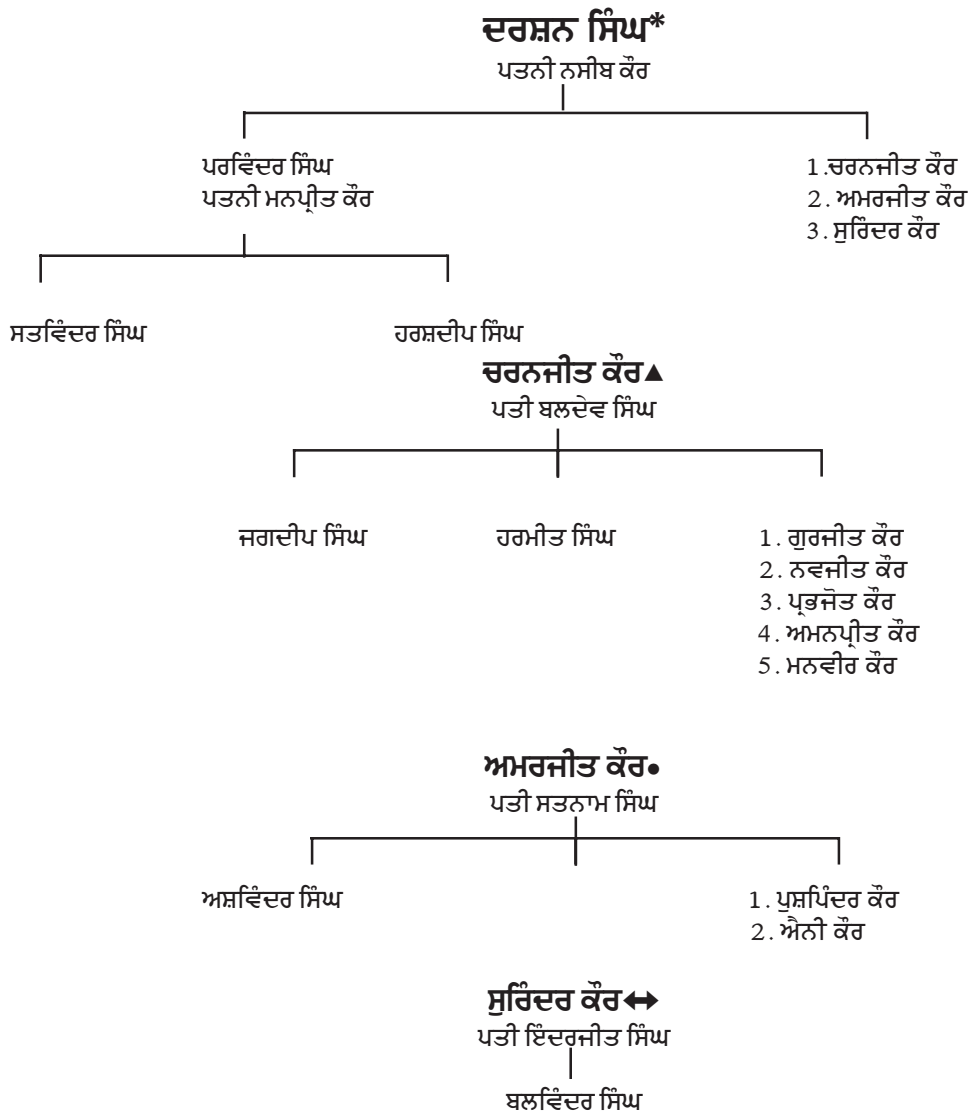 ਦਰਸ਼ਨ ਸਿੰਘ*
ਪਤਨੀ ਨਸੀਬ ਕੌਰ
ਪਰਵਿੰਦਰ ਸਿੰਘ
ਪਤਨੀ ਮਨਪ੍ਰੀਤ ਕੌਰ
1.ਚਰਨਜੀਤ ਕੌਰ
2. ਅਮਰਜੀਤ ਕੌਰ
3. ਸੁਰਿੰਦਰ ਕੌਰ
ਸਤਵਿੰਦਰ ਸਿੰਘ
ਹਰਸ਼ਦੀਪ ਸਿੰਘ
ਚਰਨਜੀਤ ਕੌਰ▲
ਪਤੀ ਬਲਦੇਵ ਸਿੰਘ
ਜਗਦੀਪ ਸਿੰਘ
ਹਰਮੀਤ ਸਿੰਘ
1. ਗੁਰਜੀਤ ਕੌਰ
2. ਨਵਜੀਤ ਕੌਰ
3. ਪ੍ਰਭਜੋਤ ਕੌਰ
4. ਅਮਨਪ੍ਰੀਤ ਕੌਰ
5. ਮਨਵੀਰ ਕੌਰ
ਅਮਰਜੀਤ ਕੌਰ●
ਪਤੀ ਸਤਨਾਮ ਸਿੰਘ
ਅਸ਼ਵਿੰਦਰ ਸਿੰਘ
1. ਪੁਸ਼ਪਿੰਦਰ ਕੌਰ
2. ਐਨੀ ਕੌਰ
ਸੁਰਿੰਦਰ ਕੌਰ↔
ਪਤੀ ਇੰਦਰਜੀਤ ਸਿੰਘ
ਬਲਵਿੰਦਰ ਸਿੰਘ